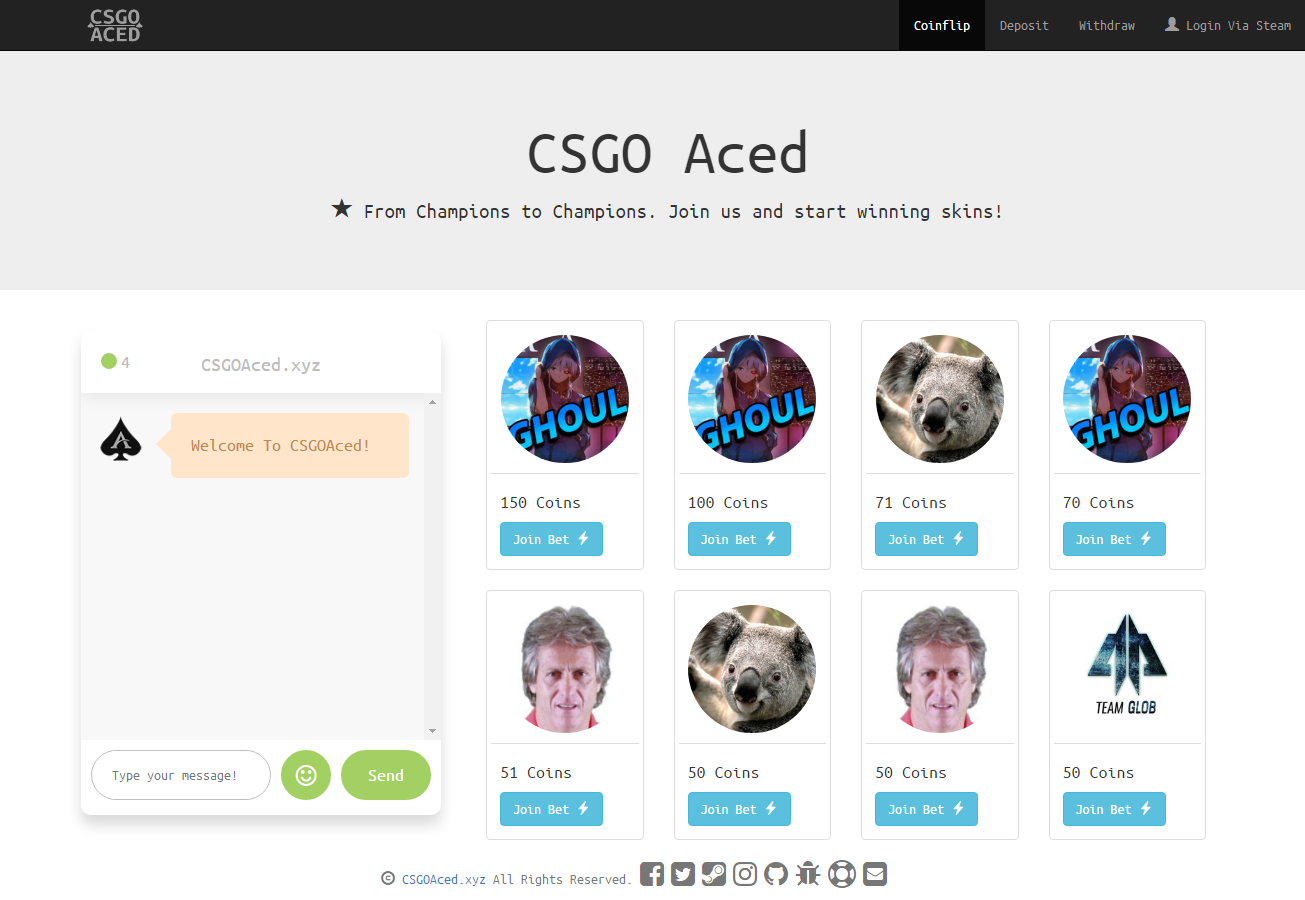 CSGO
ACED
Coinflip
Deposit
Withdraw
Login Via Steam
CSGO Aced
From Champions to Champions. Join us and start winning skins!
4
CSGOAced.xyz
A
Welcome To CSGOAced!
Type your message!
Send
GHOUL
150 Coins
Join Bet
GHOUL
100 Coins
Join Bet
71 Coins
Join Bet
GHOUL
70 Coins
Join Bet
51 Coins
Join Bet
50 Coins
Join Bet
50 Coins
Join Bet
TEAM GLOB
50 Coins
Join Bet
© CSGOAced.xyz All Rights Reserved.